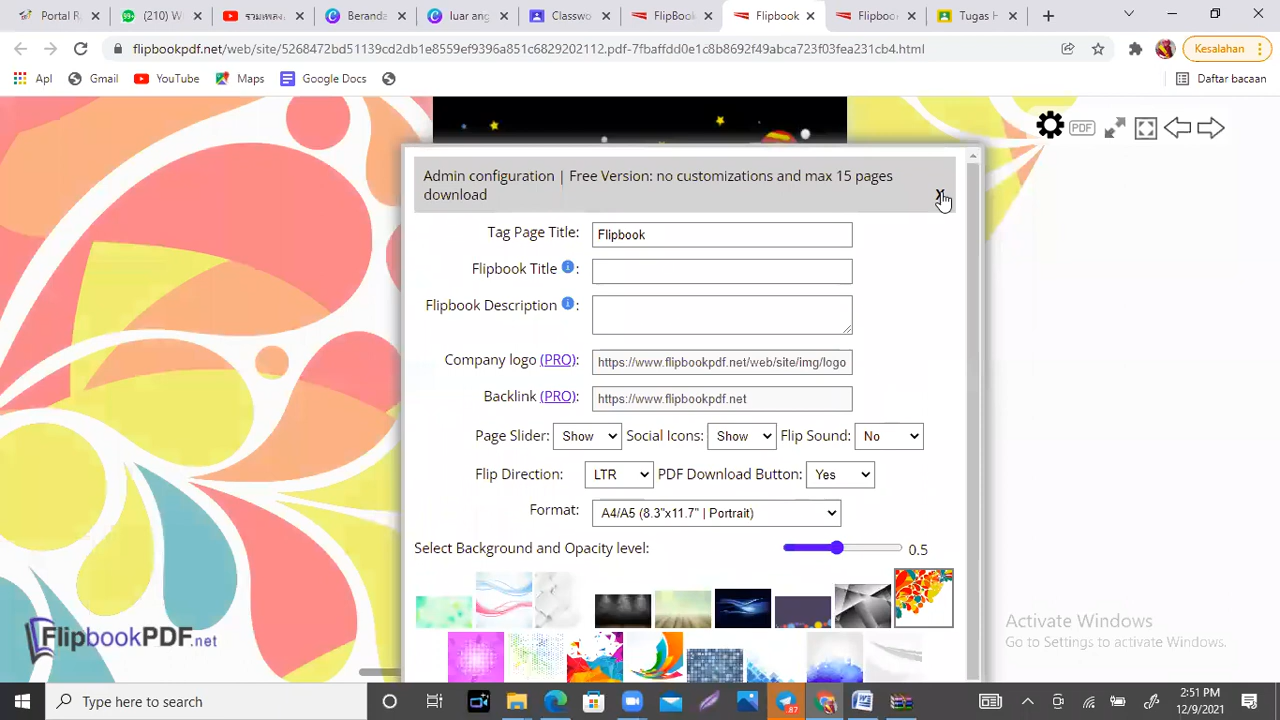 Portal R
(210) W
Beranda
luar ang
Classwo
FlipBook
Flipbook
Flipboo
Tugas H
flipbookpdf.net/web/site/5268472bd51139cd2db1e8559ef9396a851c6829202112.pdf-7fbaffdd0e1c8b8692f49abca723f03fea231cb4.html
Kesalahan
Apl
Gmail
YouTube
Maps
Google Docs
Daftar bacaan
PDF
Admin configuration | Free Version: no customizations and max 15 pages
download
X
Tag Page Title: Flipbook
Flipbook Title i:
Flipbook Description i:
Company logo (PRO): https://www.flipbookpdf.net/web/site/img/logo
Backlink (PRO): https://www.flipbookpdf.net
Page Slider: Show Social Icons: Show Flip Sound: No
Flip Direction: LTR PDF Download Button: Yes
Format: A4/A5 (8.3"x11.7" | Portrait)
Select Background and Opacity level: 0.5
FlipbookPDF.net
Activate Windows
Go to Settings to activate Windows.
Type here to search
87
2:51 PM
12/9/2021